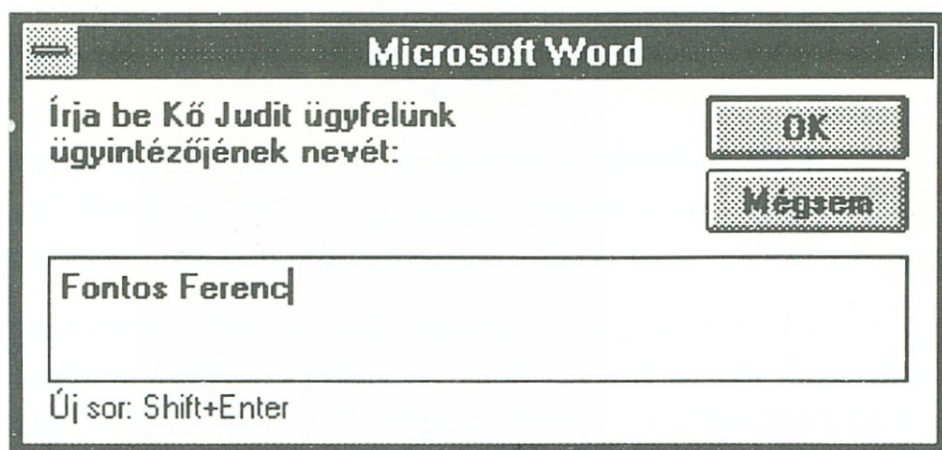 Microsoft Word
Írja be Kő Judit ügyfelünk
ügyintézőjének nevét:
OK
Mégsem
Fontos Ferenc
Új sor: Shift+Enter